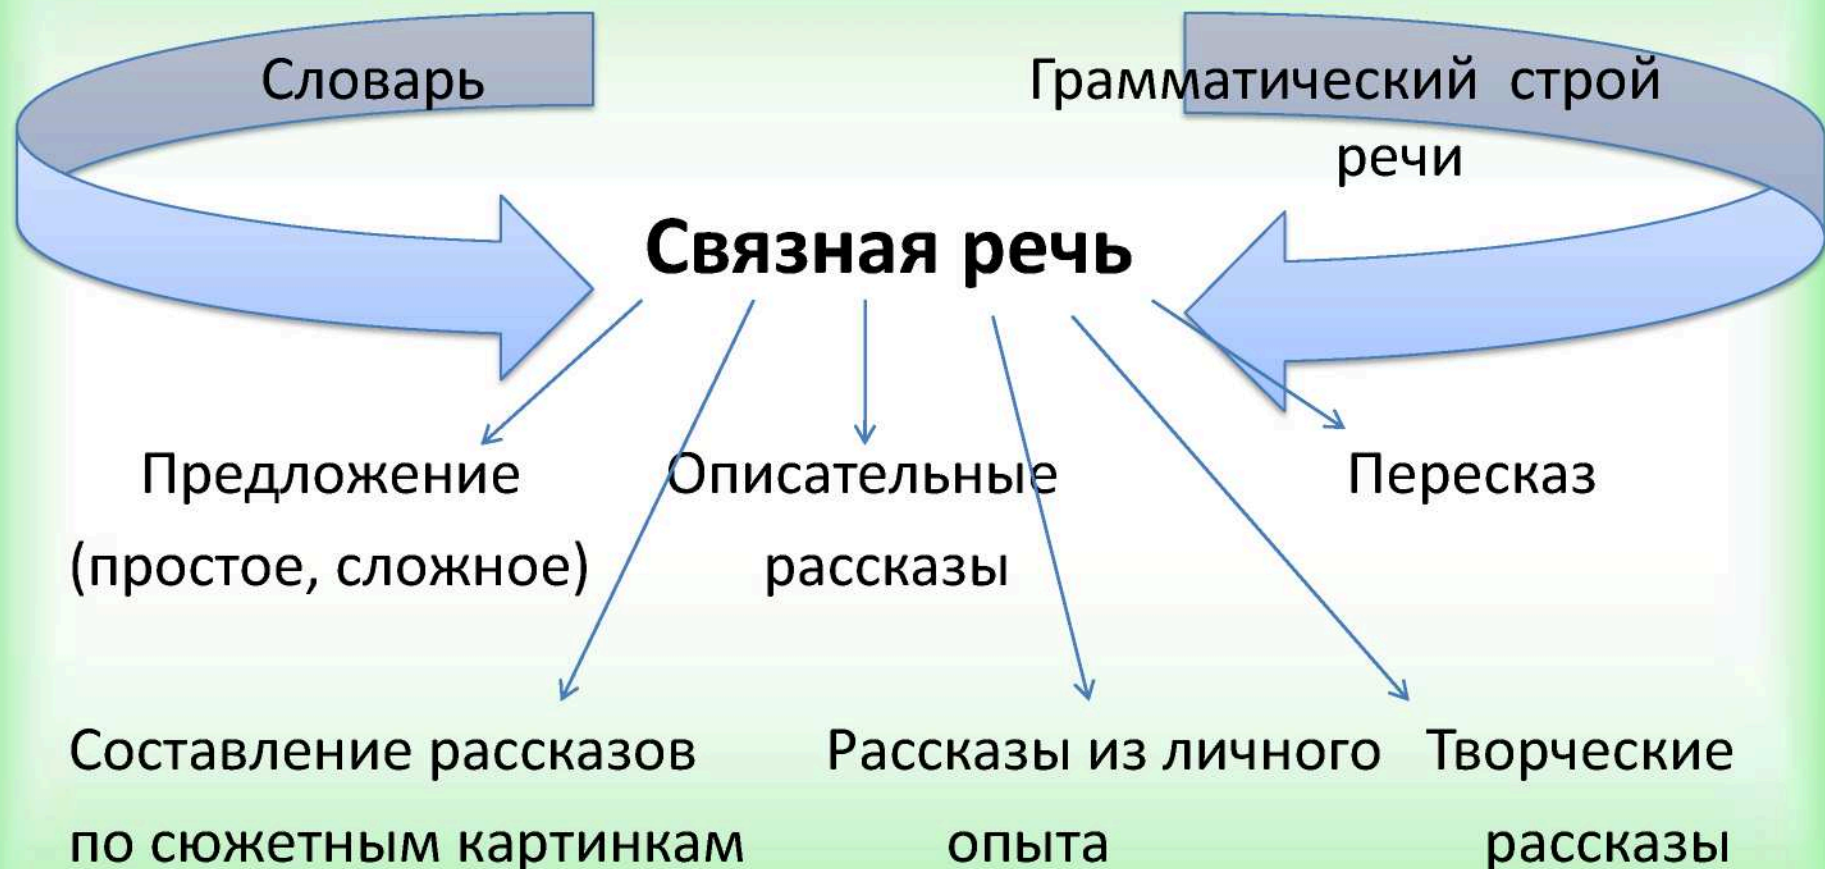 Словарь
Грамматический строй
речи
Связная речь
Предложение
(простое, сложное)
Описательные
рассказы
Пересказ
Составление рассказов
по сюжетным картинкам
Рассказы из личного
опыта
Творческие
рассказы